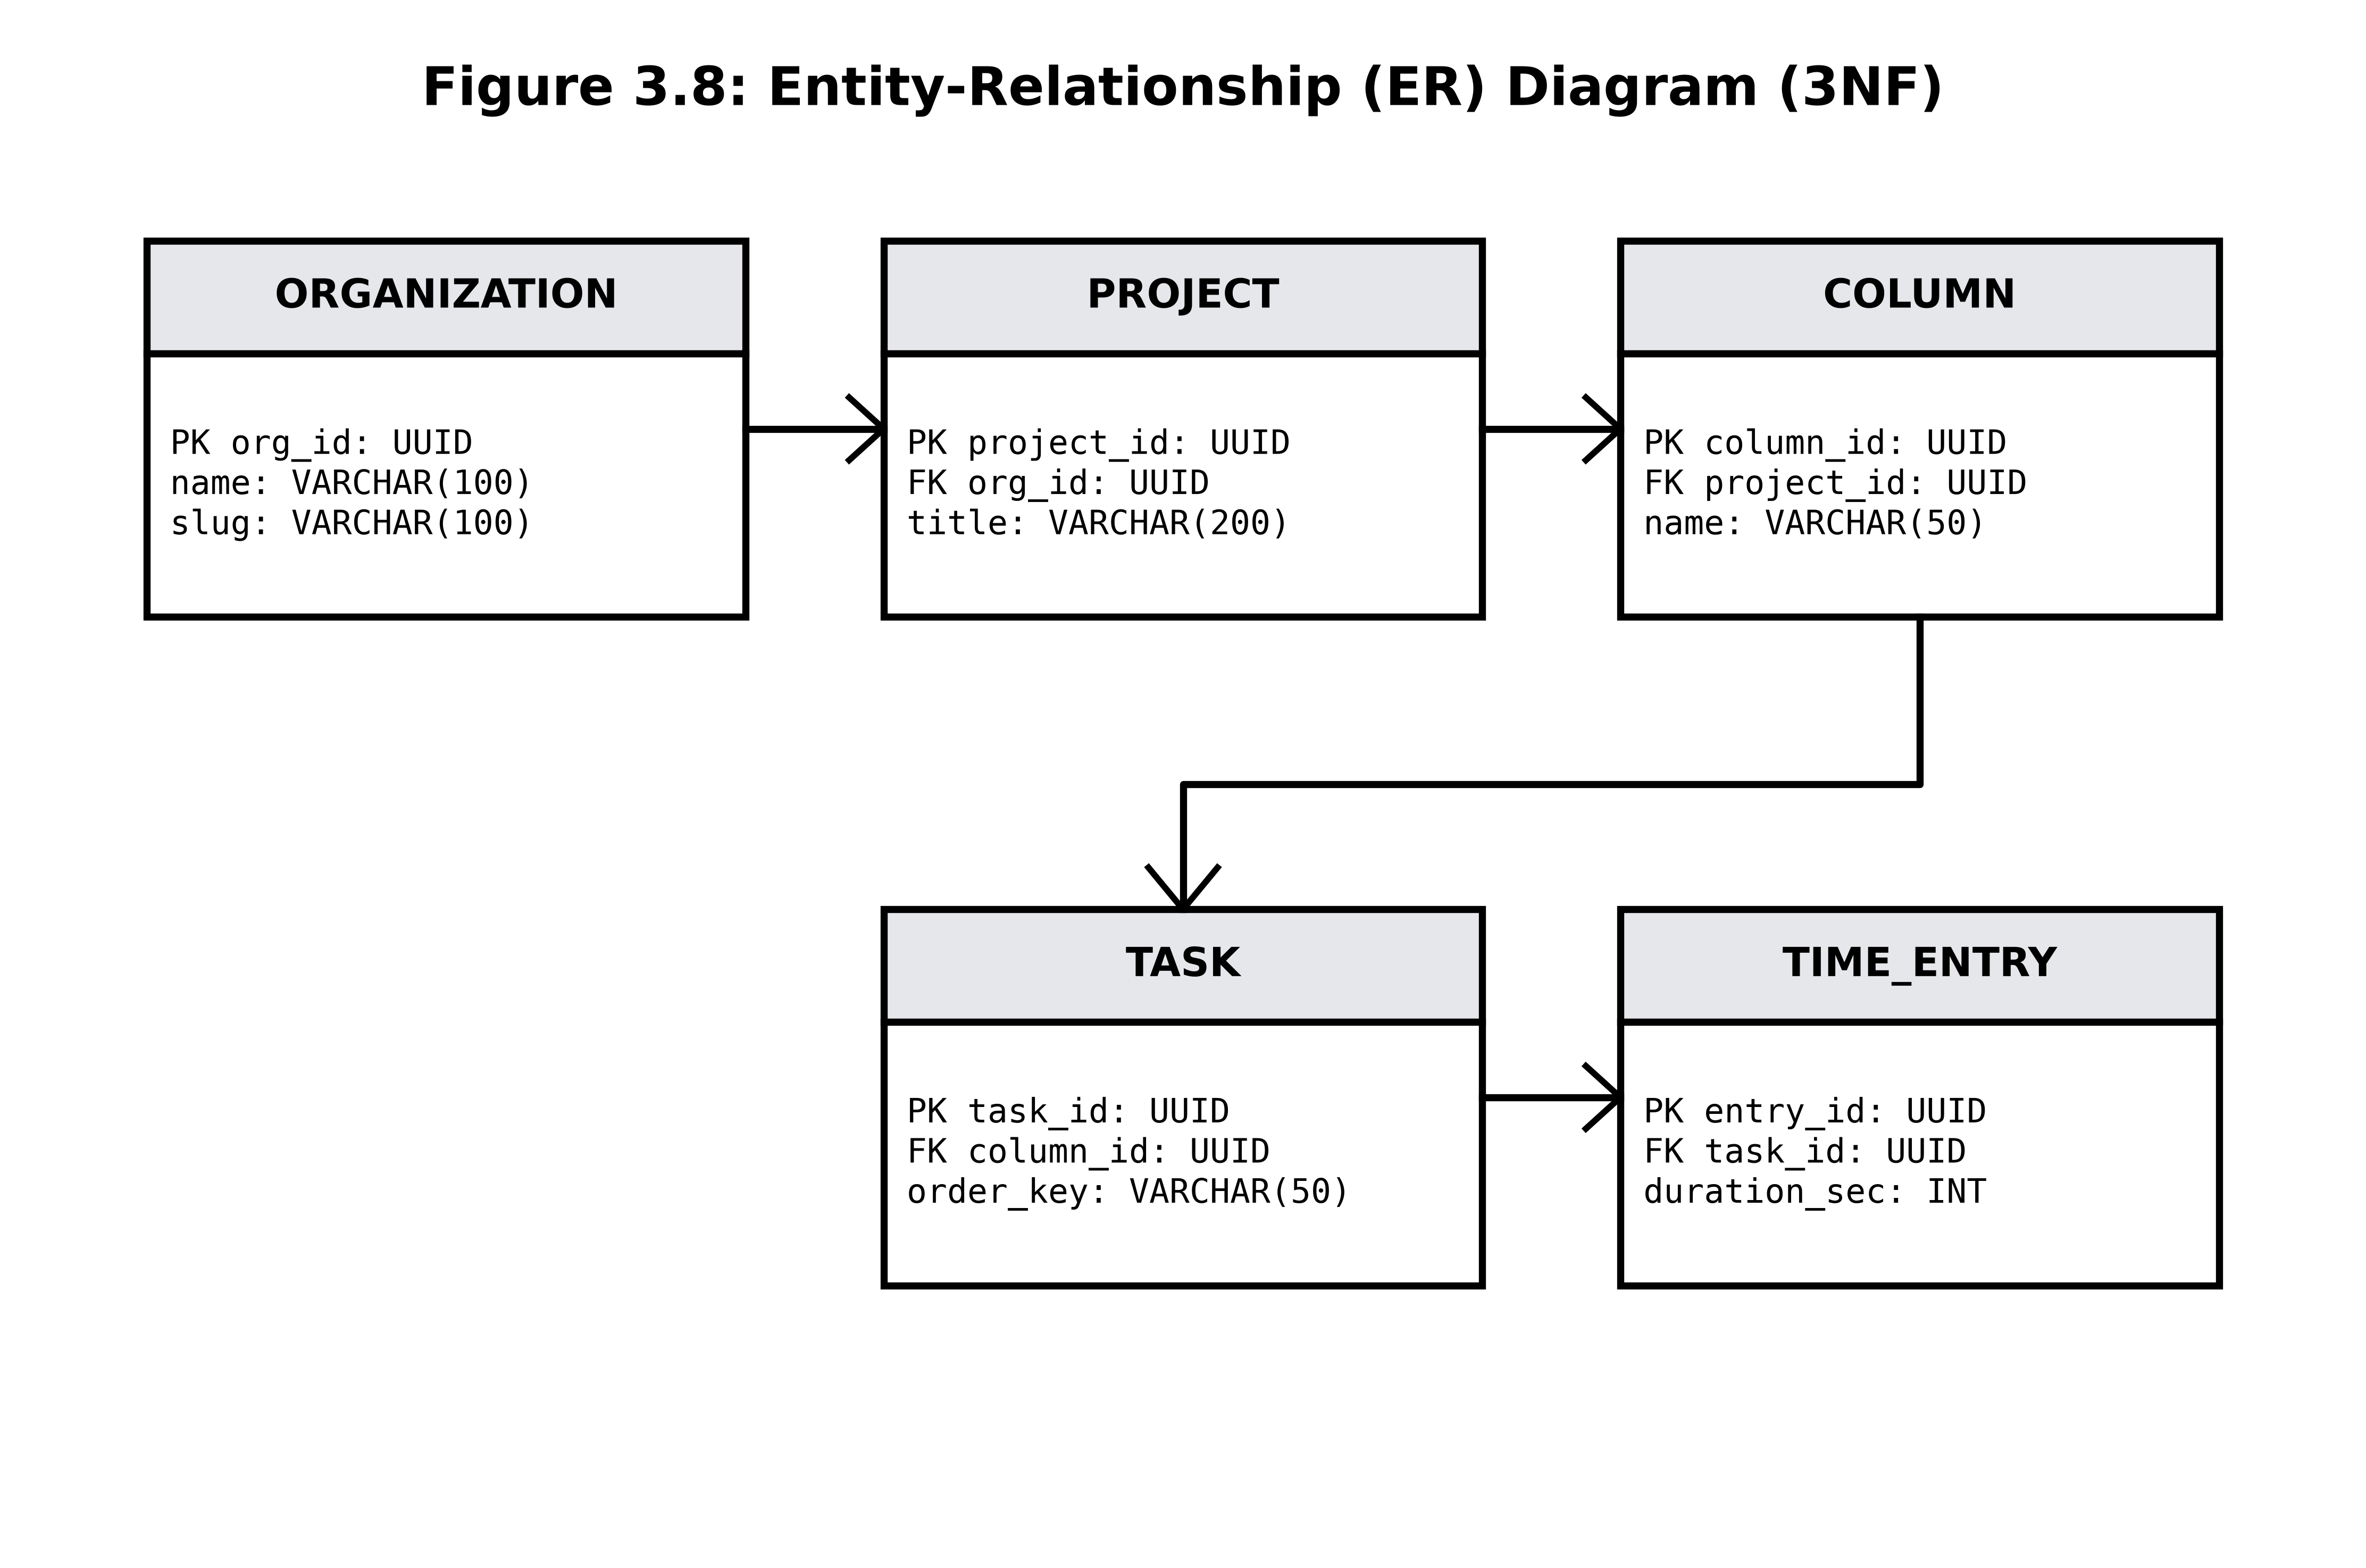 Figure 3.8: Entity-Relationship (ER) Diagram (3NF)
ORGANIZATION
PK org_id: UUID
name: VARCHAR(100)
slug: VARCHAR(100)
PROJECT
PK project_id: UUID
FK org_id: UUID
title: VARCHAR(200)
COLUMN
PK column_id: UUID
FK project_id: UUID
name: VARCHAR(50)
TASK
PK task_id: UUID
FK column_id: UUID
order_key: VARCHAR(50)
TIME_ENTRY
PK entry_id: UUID
FK task_id: UUID
duration_sec: INT